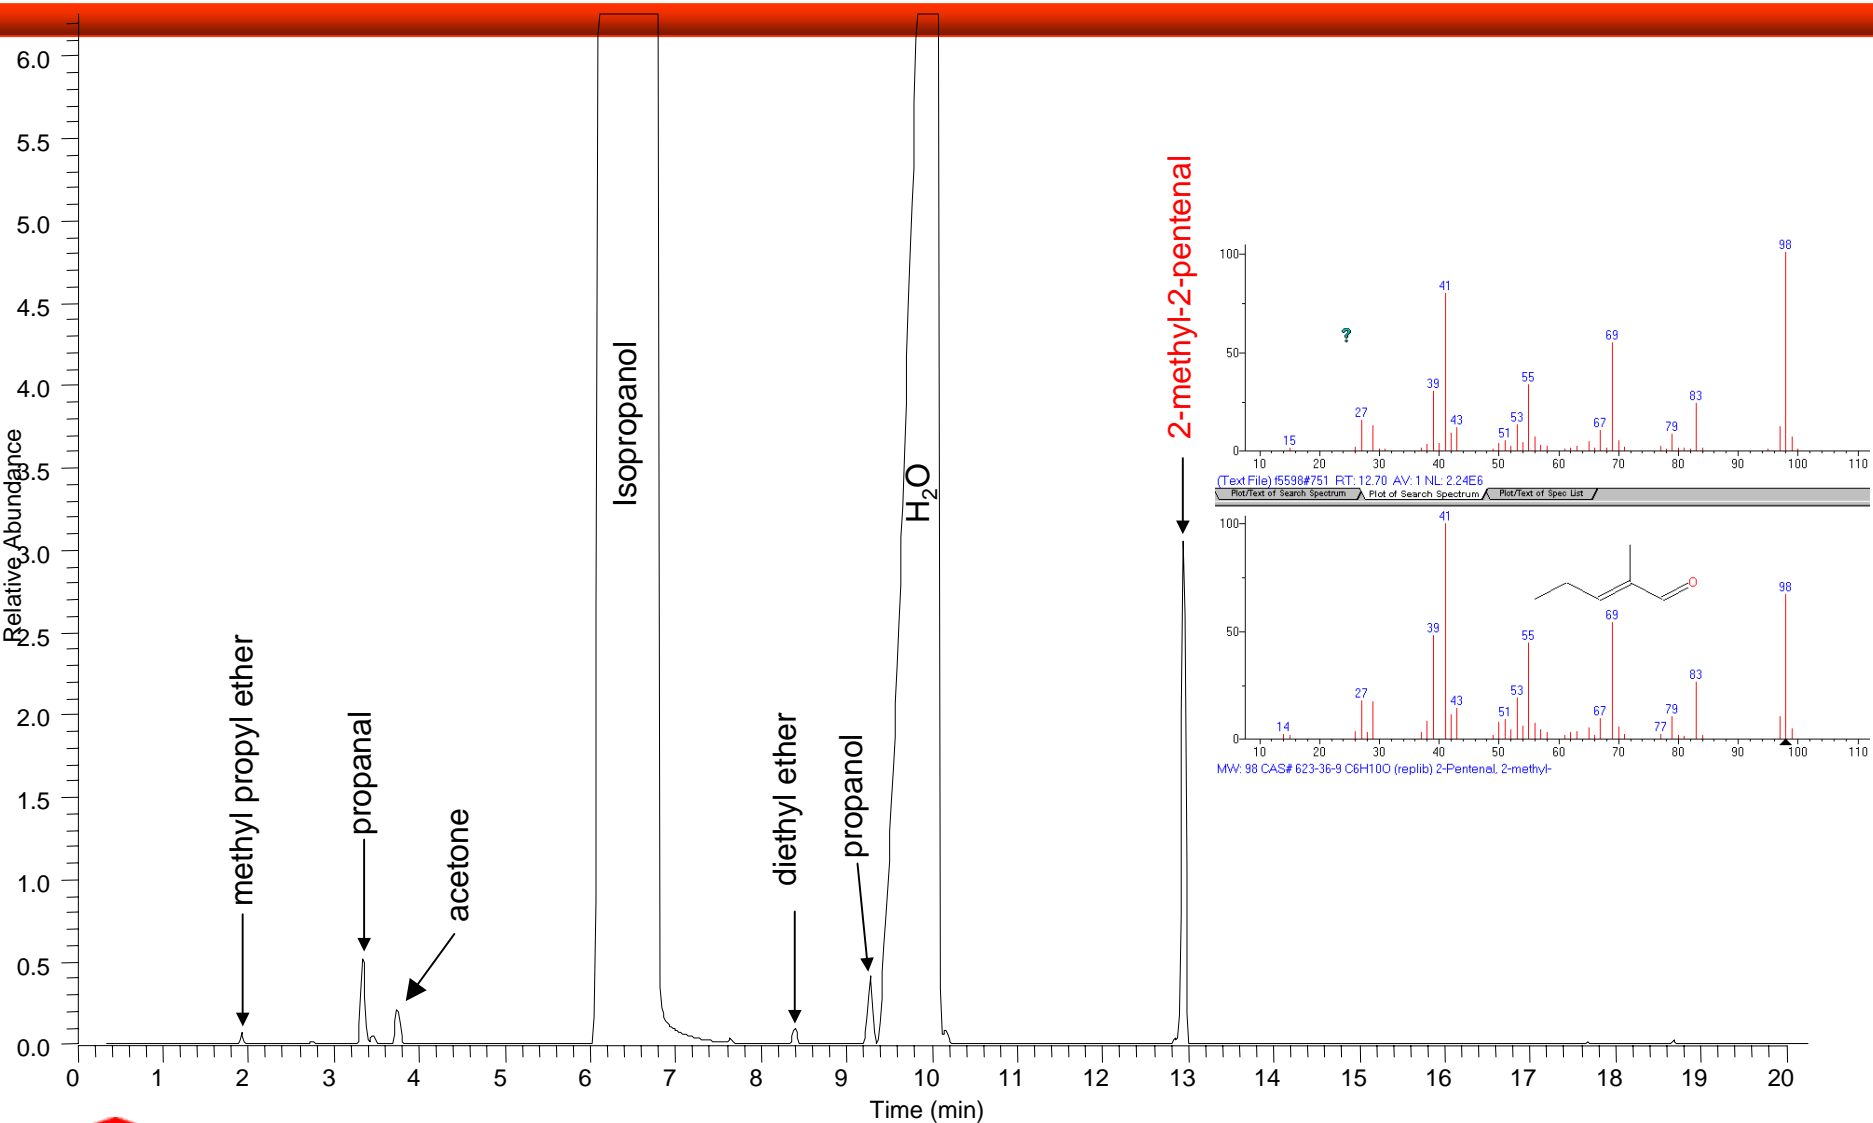 6.0
5.5
5.0
4.5
4.0
3.5
3.0
2.5
2.0
1.5
1.0
0.5
0.0
Relative Abundance
methyl propyl ether
propanal
acetone
Isopropanol
diethyl ether
propanol
H2O
2-methyl-2-pentenal
0 1 2 3 4 5 6 7 8 9 10 11 12 13 14 15 16 17 18 19 20
Time (min)
100
50
0
?
15 27 39 41 43 51 53 55 67 69 79 83 98
10 20 30 40 50 60 70 80 90 100 110
(Text File) f5598#751 RT: 12.70 AV: 1 NL: 2.24E6
Plot/Text of Search Spectrum Plot of Search Spectrum Plot/Text of Spec List
100
50
0
O
14 27 39 41 43 51 53 55 67 69 77 79 83 98
10 20 30 40 50 60 70 80 90 100 110
MW: 98 CAS# 623-36-9 C6H10O (replib) 2-Pentenal, 2-methyl-